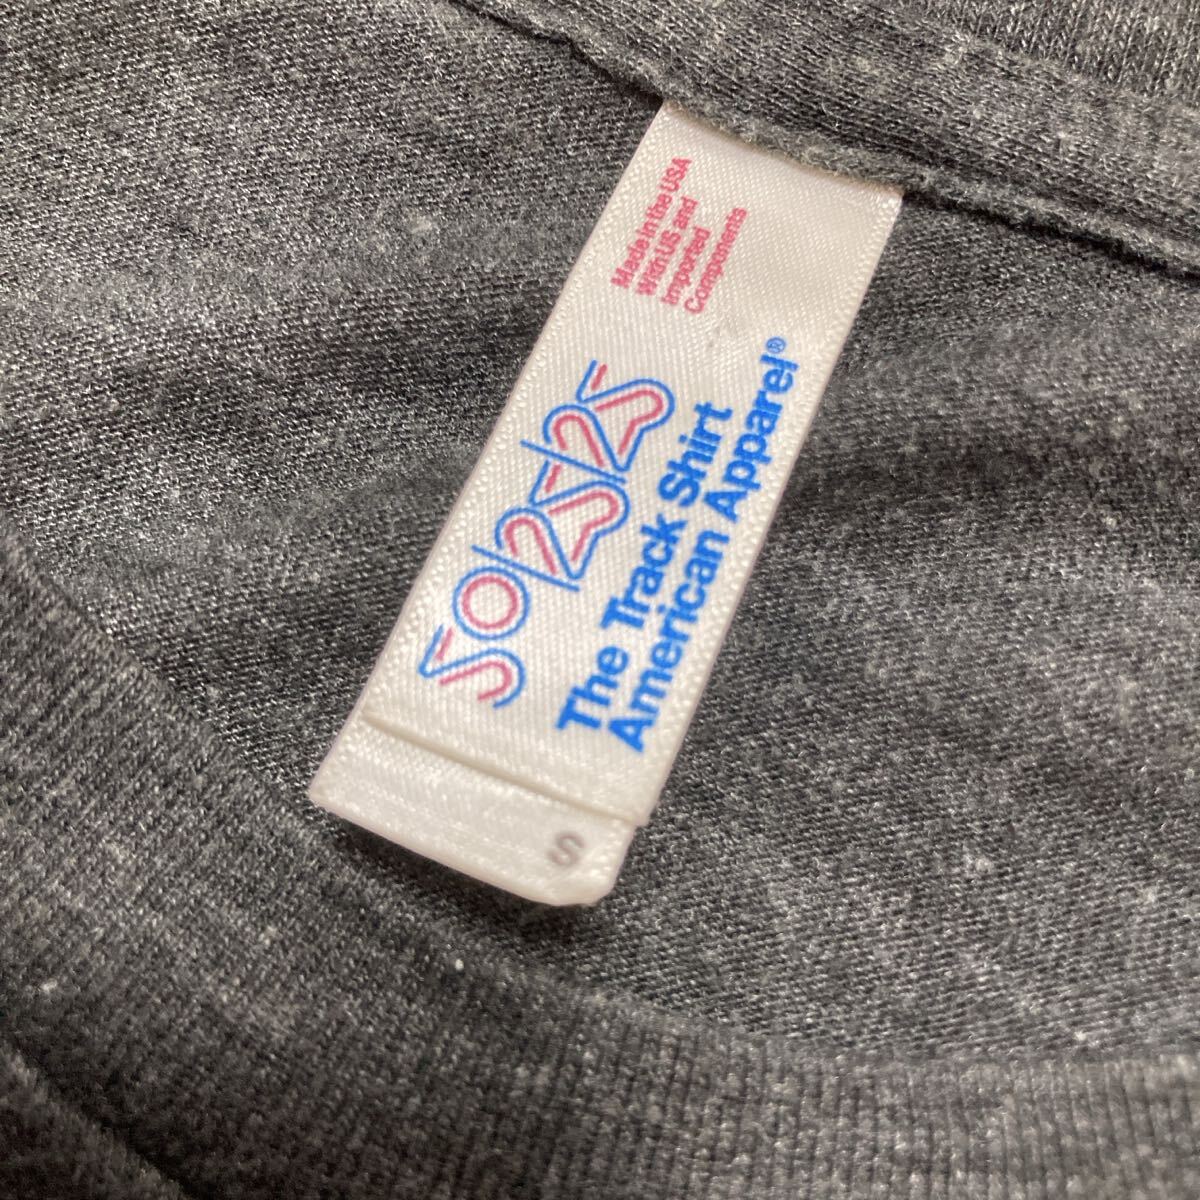 50/25/25
The Track Shirt
American Apparel®
Made in the USA
With US and
Imported
Components
S